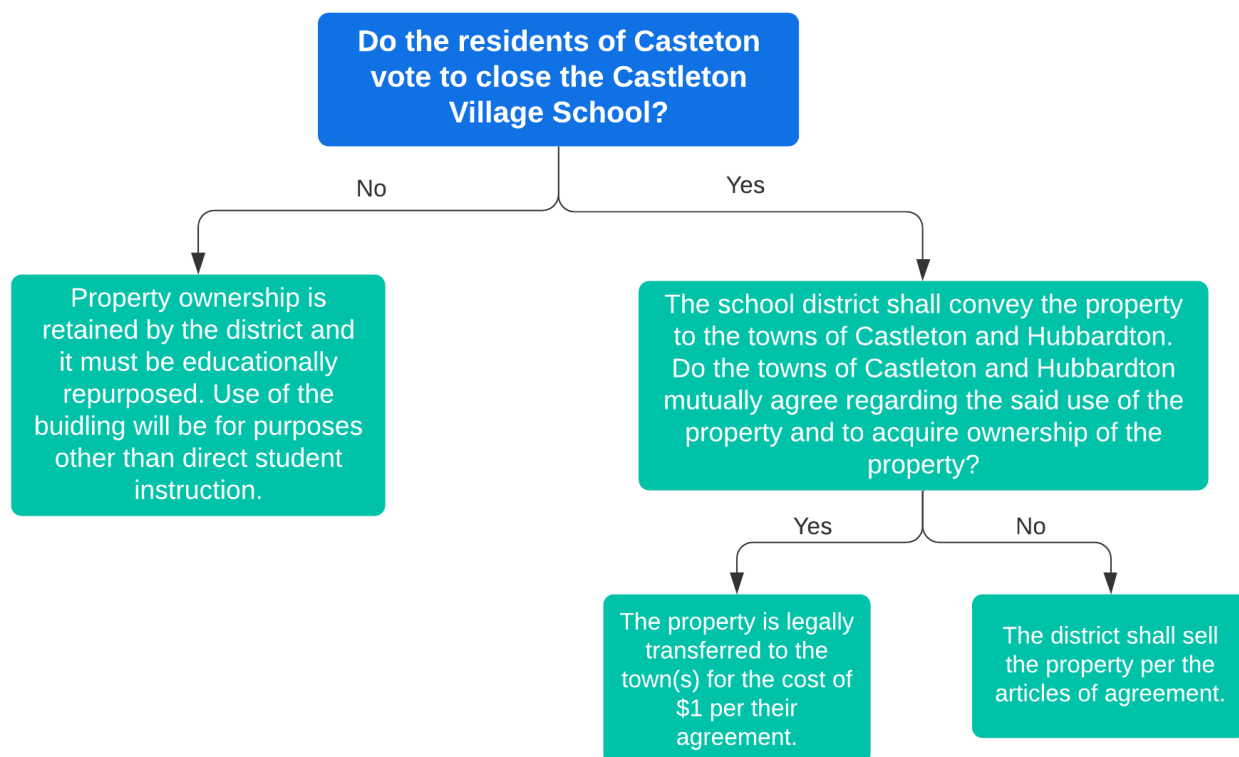 Do the residents of Casteton
vote to close the Castleton
Village School?
No
Yes
Property ownership is
retained by the district and
it must be educationally
repurposed. Use of the
buidling will be for purposes
other than direct student
instruction.
The school district shall convey the property
to the towns of Castleton and Hubbardton.
Do the towns of Castleton and Hubbardton
mutually agree regarding the said use of the
property and to acquire ownership of the
property?
Yes
No
The property is legally
transferred to the
town(s) for the cost of
$1 per their
agreement.
The district shall sell
the property per the
articles of agreement.